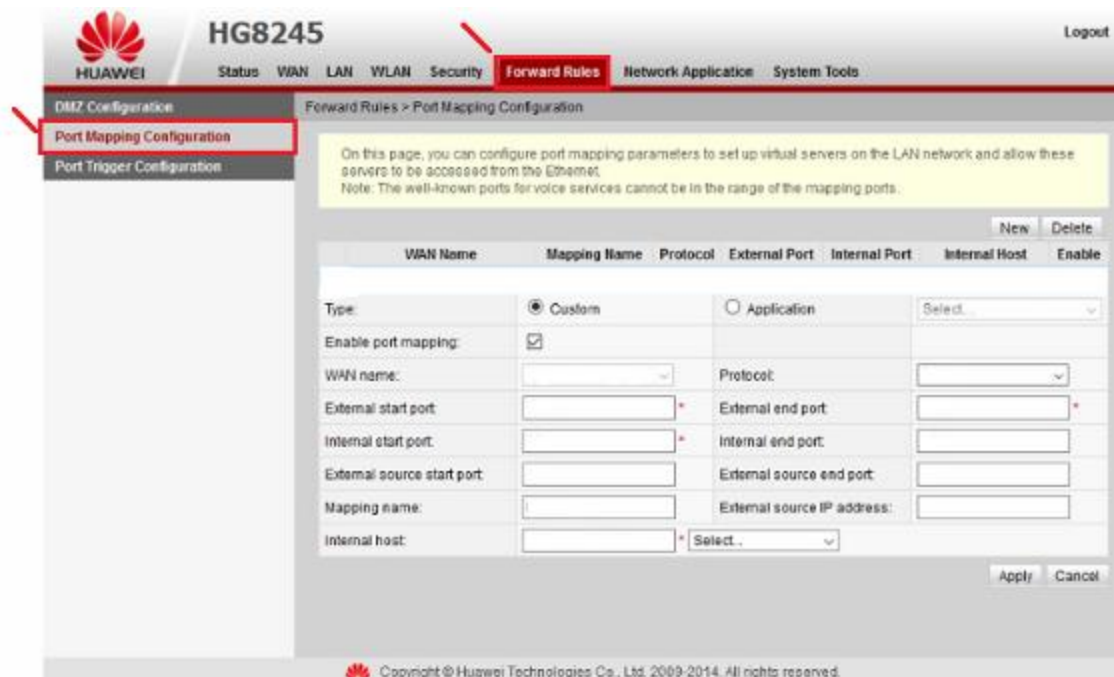 HG8245
Logout
HUAWEI
Status WAN LAN WLAN Security Forward Rules Network Application System Tools
DMZ Configuration
Port Mapping Configuration
Port Trigger Configuration
Forward Rules > Port Mapping Configuration
On this page, you can configure port mapping parameters to set up virtual servers on the LAN network and allow these
servers to be accessed from the Ethernet.
Note: The well-known ports for voice services cannot be in the range of the mapping ports.
New Delete
WAN Name Mapping Name Protocol External Port Internal Port Internal Host Enable
Type: Custom Application Select...
Enable port mapping:
WAN name: Protocol:
External start port: * External end port: *
Internal start port: * Internal end port:
External source start port: External source end port:
Mapping name: External source IP address:
Internal host: * Select...
Apply Cancel
Copyright © Huawei Technologies Co., Ltd. 2009-2014. All rights reserved.